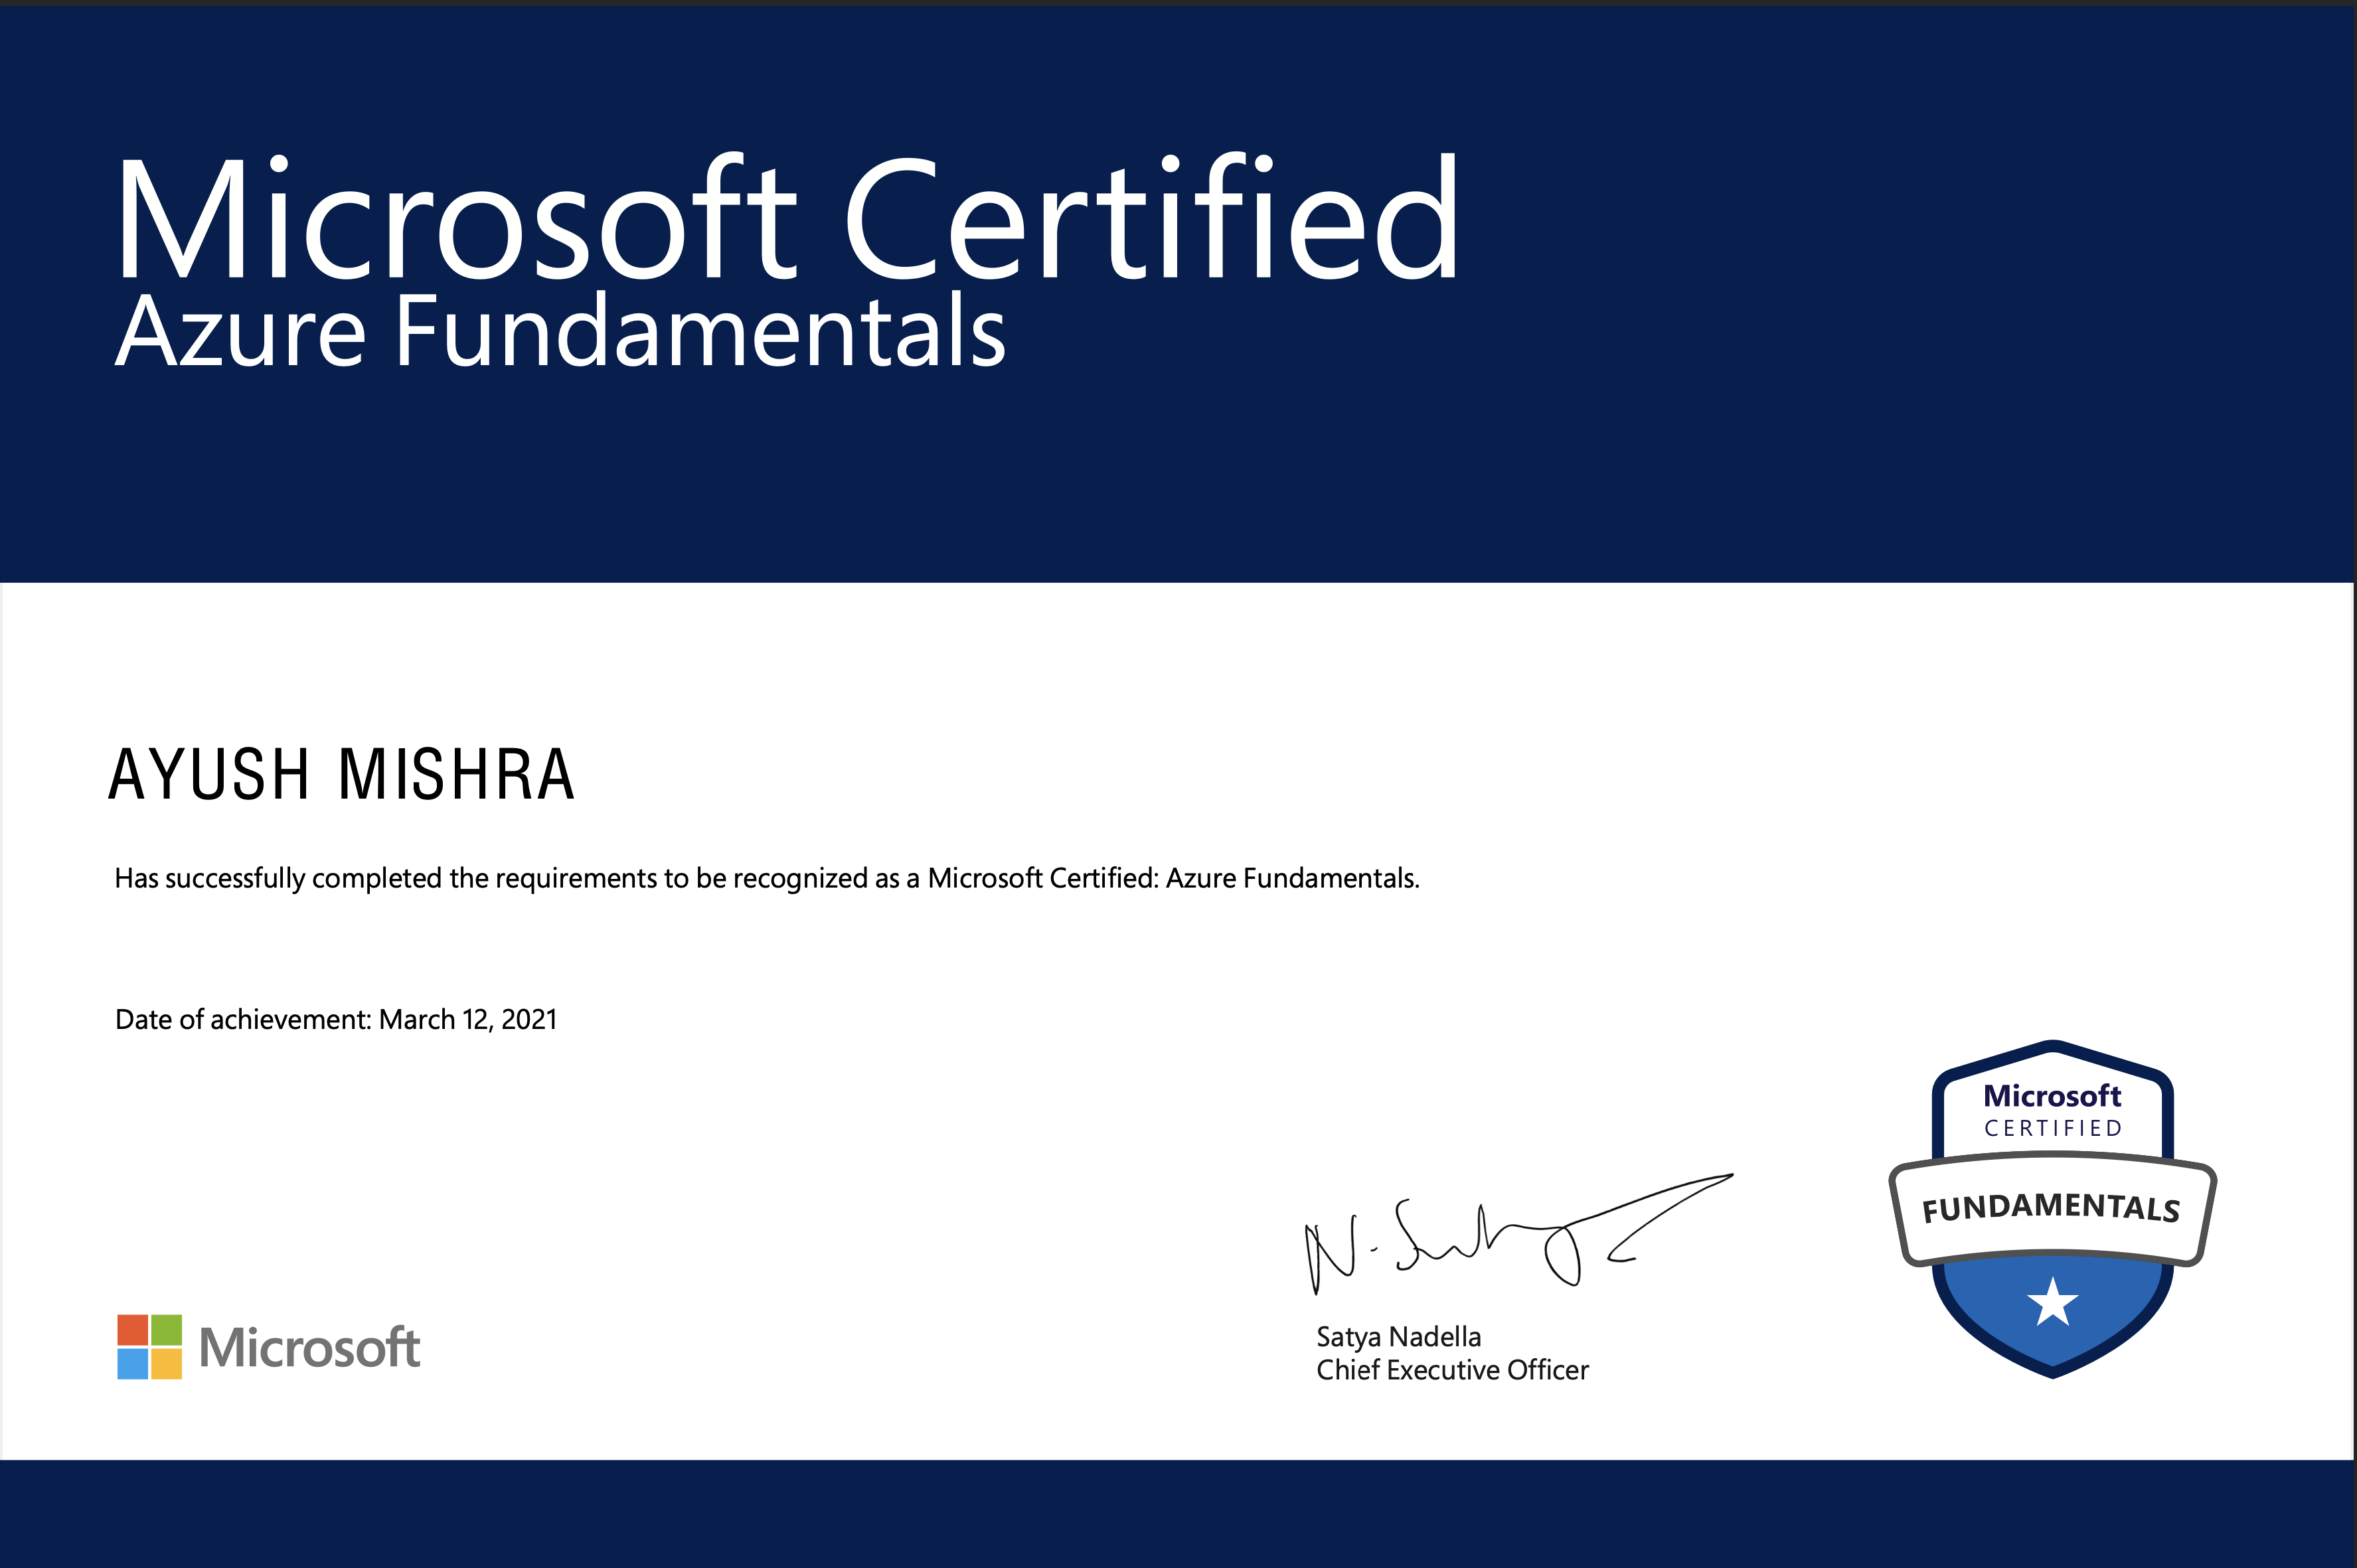 Microsoft Certified
Azure Fundamentals
AYUSH MISHRA
Has successfully completed the requirements to be recognized as a Microsoft Certified: Azure Fundamentals.
Date of achievement: March 12, 2021
Microsoft
CERTIFIED
FUNDAMENTALS
Satya Nadella
Chief Executive Officer
Microsoft